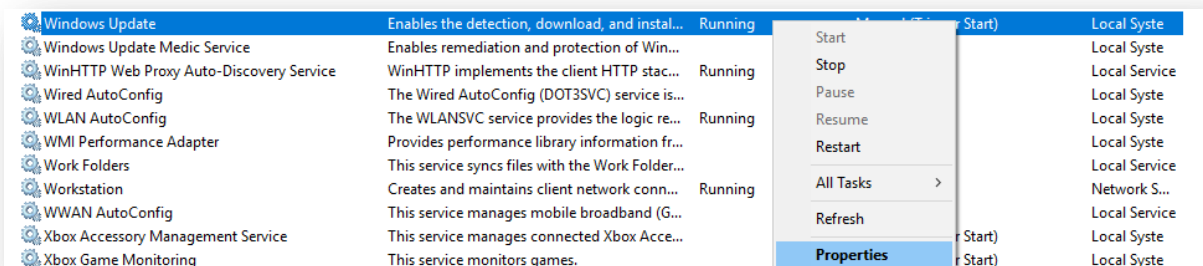 Windows Update Enables the detection, download, and instal... Running Start) Local Syste
Windows Update Medic Service Enables remediation and protection of Win... Local Syste
WinHTTP Web Proxy Auto-Discovery Service WinHTTP implements the client HTTP stac... Running Local Service
Wired AutoConfig The Wired AutoConfig (DOT3SVC) service is... Local Syste
WLAN AutoConfig The WLANSVC service provides the logic re... Running Local Syste
WMI Performance Adapter Provides performance library information fr... Local Syste
Work Folders This service syncs files with the Work Folder... Local Service
Workstation Creates and maintains client network conn... Running Network S...
WWAN AutoConfig This service manages mobile broadband (G... Local Service
Xbox Accessory Management Service This service manages connected Xbox Acce... Start) Local Syste
Xbox Game Monitoring This service monitors games. Start) Local Syste
Start
Stop
Pause
Resume
Restart
All Tasks
Refresh
Properties